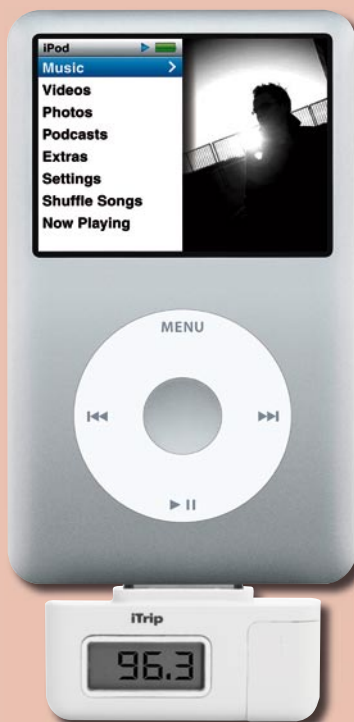 iPod
Music
Videos
Photos
Podcasts
Extras
Settings
Shuffle Songs
Now Playing
MENU
iTrip
96.3